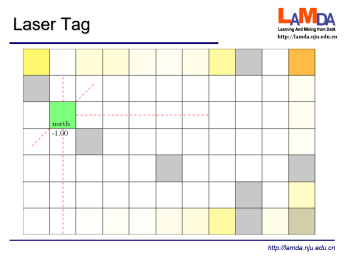 Laser Tag
LAMDA
Learning And Mining from DatA
http://lamda.nju.edu.cn
north
-1.00
http://lamda.nju.edu.cn